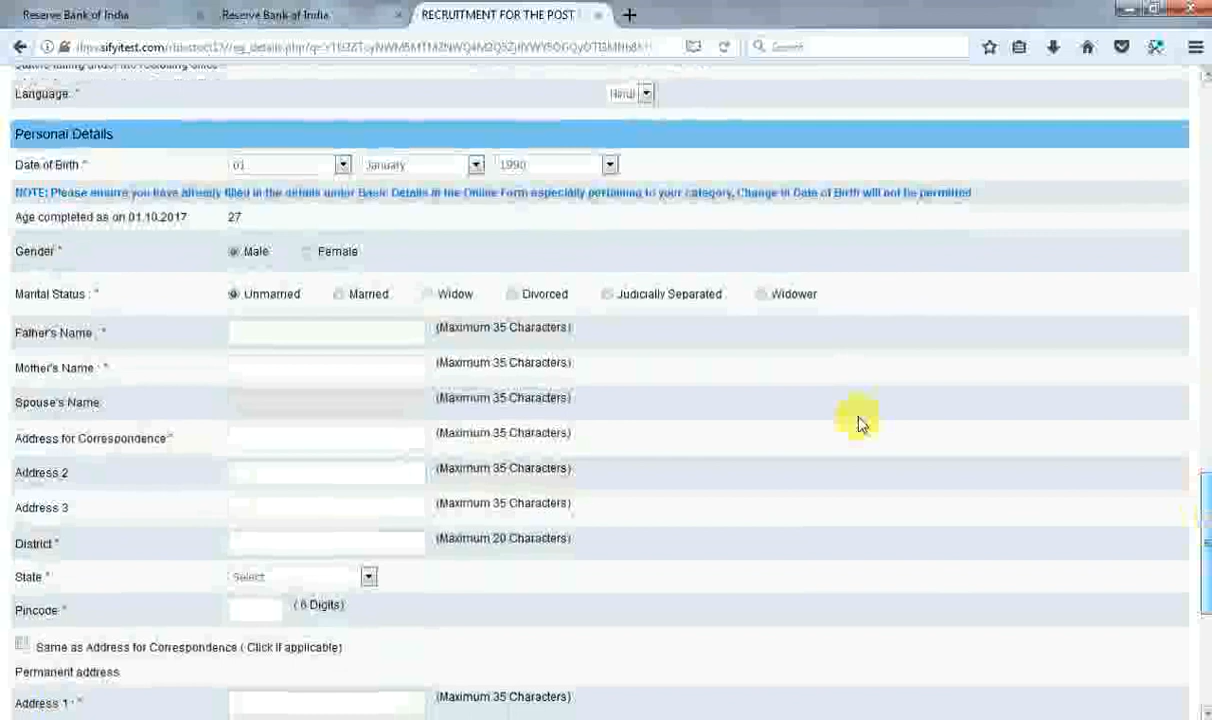 Reserve Bank of India
Reserve Bank of India
RECRUITMENT FOR THE POST
Search
Language: *
Hindi
Personal Details
Date of Birth *
01
January
1990
NOTE: Please ensure you have already filled in the details under Basic Details in the Online Form especially pertaining to your category, Change in Date of Birth will not be permitted
Age completed as on 01.10.2017
27
Gender *
Male
Female
Marital Status : *
Unmarried
Married
Widow
Divorced
Judicially Separated
Widower
Father's Name : *
(Maximum 35 Characters)
Mother's Name : *
(Maximum 35 Characters)
Spouse's Name
(Maximum 35 Characters)
Address for Correspondence *
(Maximum 35 Characters)
Address 2
(Maximum 35 Characters)
Address 3
(Maximum 35 Characters)
District *
(Maximum 20 Characters)
State *
Select
Pincode *
( 6 Digits)
Same as Address for Correspondence ( Click if applicable)
Permanent address
Address 1 : *
(Maximum 35 Characters)